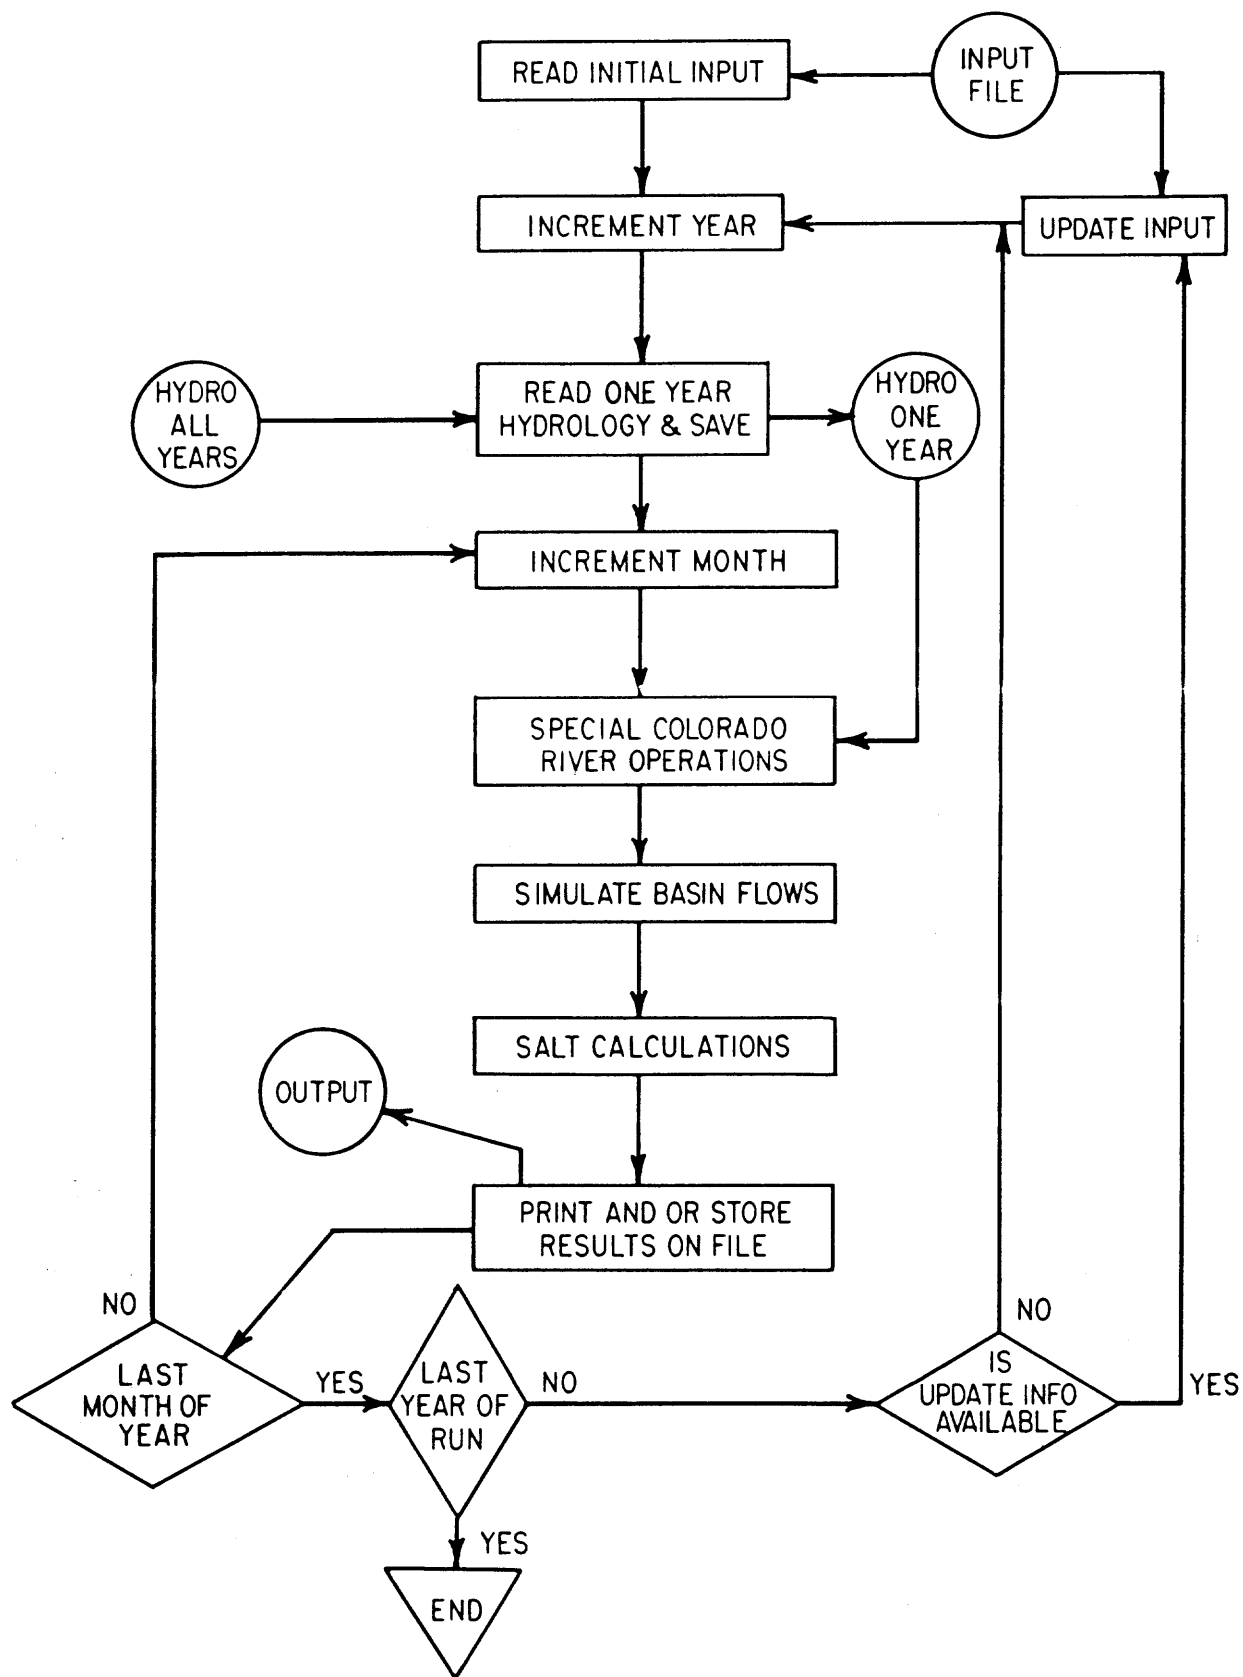 READ INITIAL INPUT
INPUT
FILE
INCREMENT YEAR
UPDATE INPUT
HYDRO
ALL
YEARS
READ ONE YEAR
HYDROLOGY & SAVE
HYDRO
ONE
YEAR
INCREMENT MONTH
SPECIAL COLORADO
RIVER OPERATIONS
SIMULATE BASIN FLOWS
SALT CALCULATIONS
OUTPUT
PRINT AND OR STORE
RESULTS ON FILE
NO
LAST
MONTH OF
YEAR
YES
LAST
YEAR OF
RUN
NO
NO
IS
UPDATE INFO
AVAILABLE
YES
YES
END